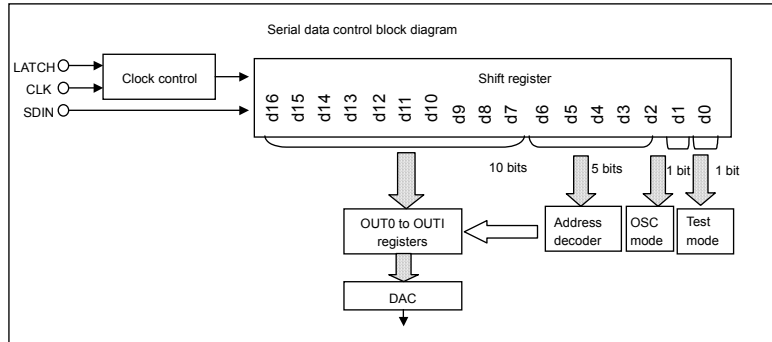 Serial data control block diagram
LATCH
CLK
SDIN
Clock control
Shift register
d16 d15 d14 d13 d12 d11 d10 d9 d8 d7 d6 d5 d4 d3 d2 d1 d0
10 bits 5 bits 1 bit 1 bit
OUT0 to OUTI
registers
Address
decoder
OSC
mode
Test
mode
DAC